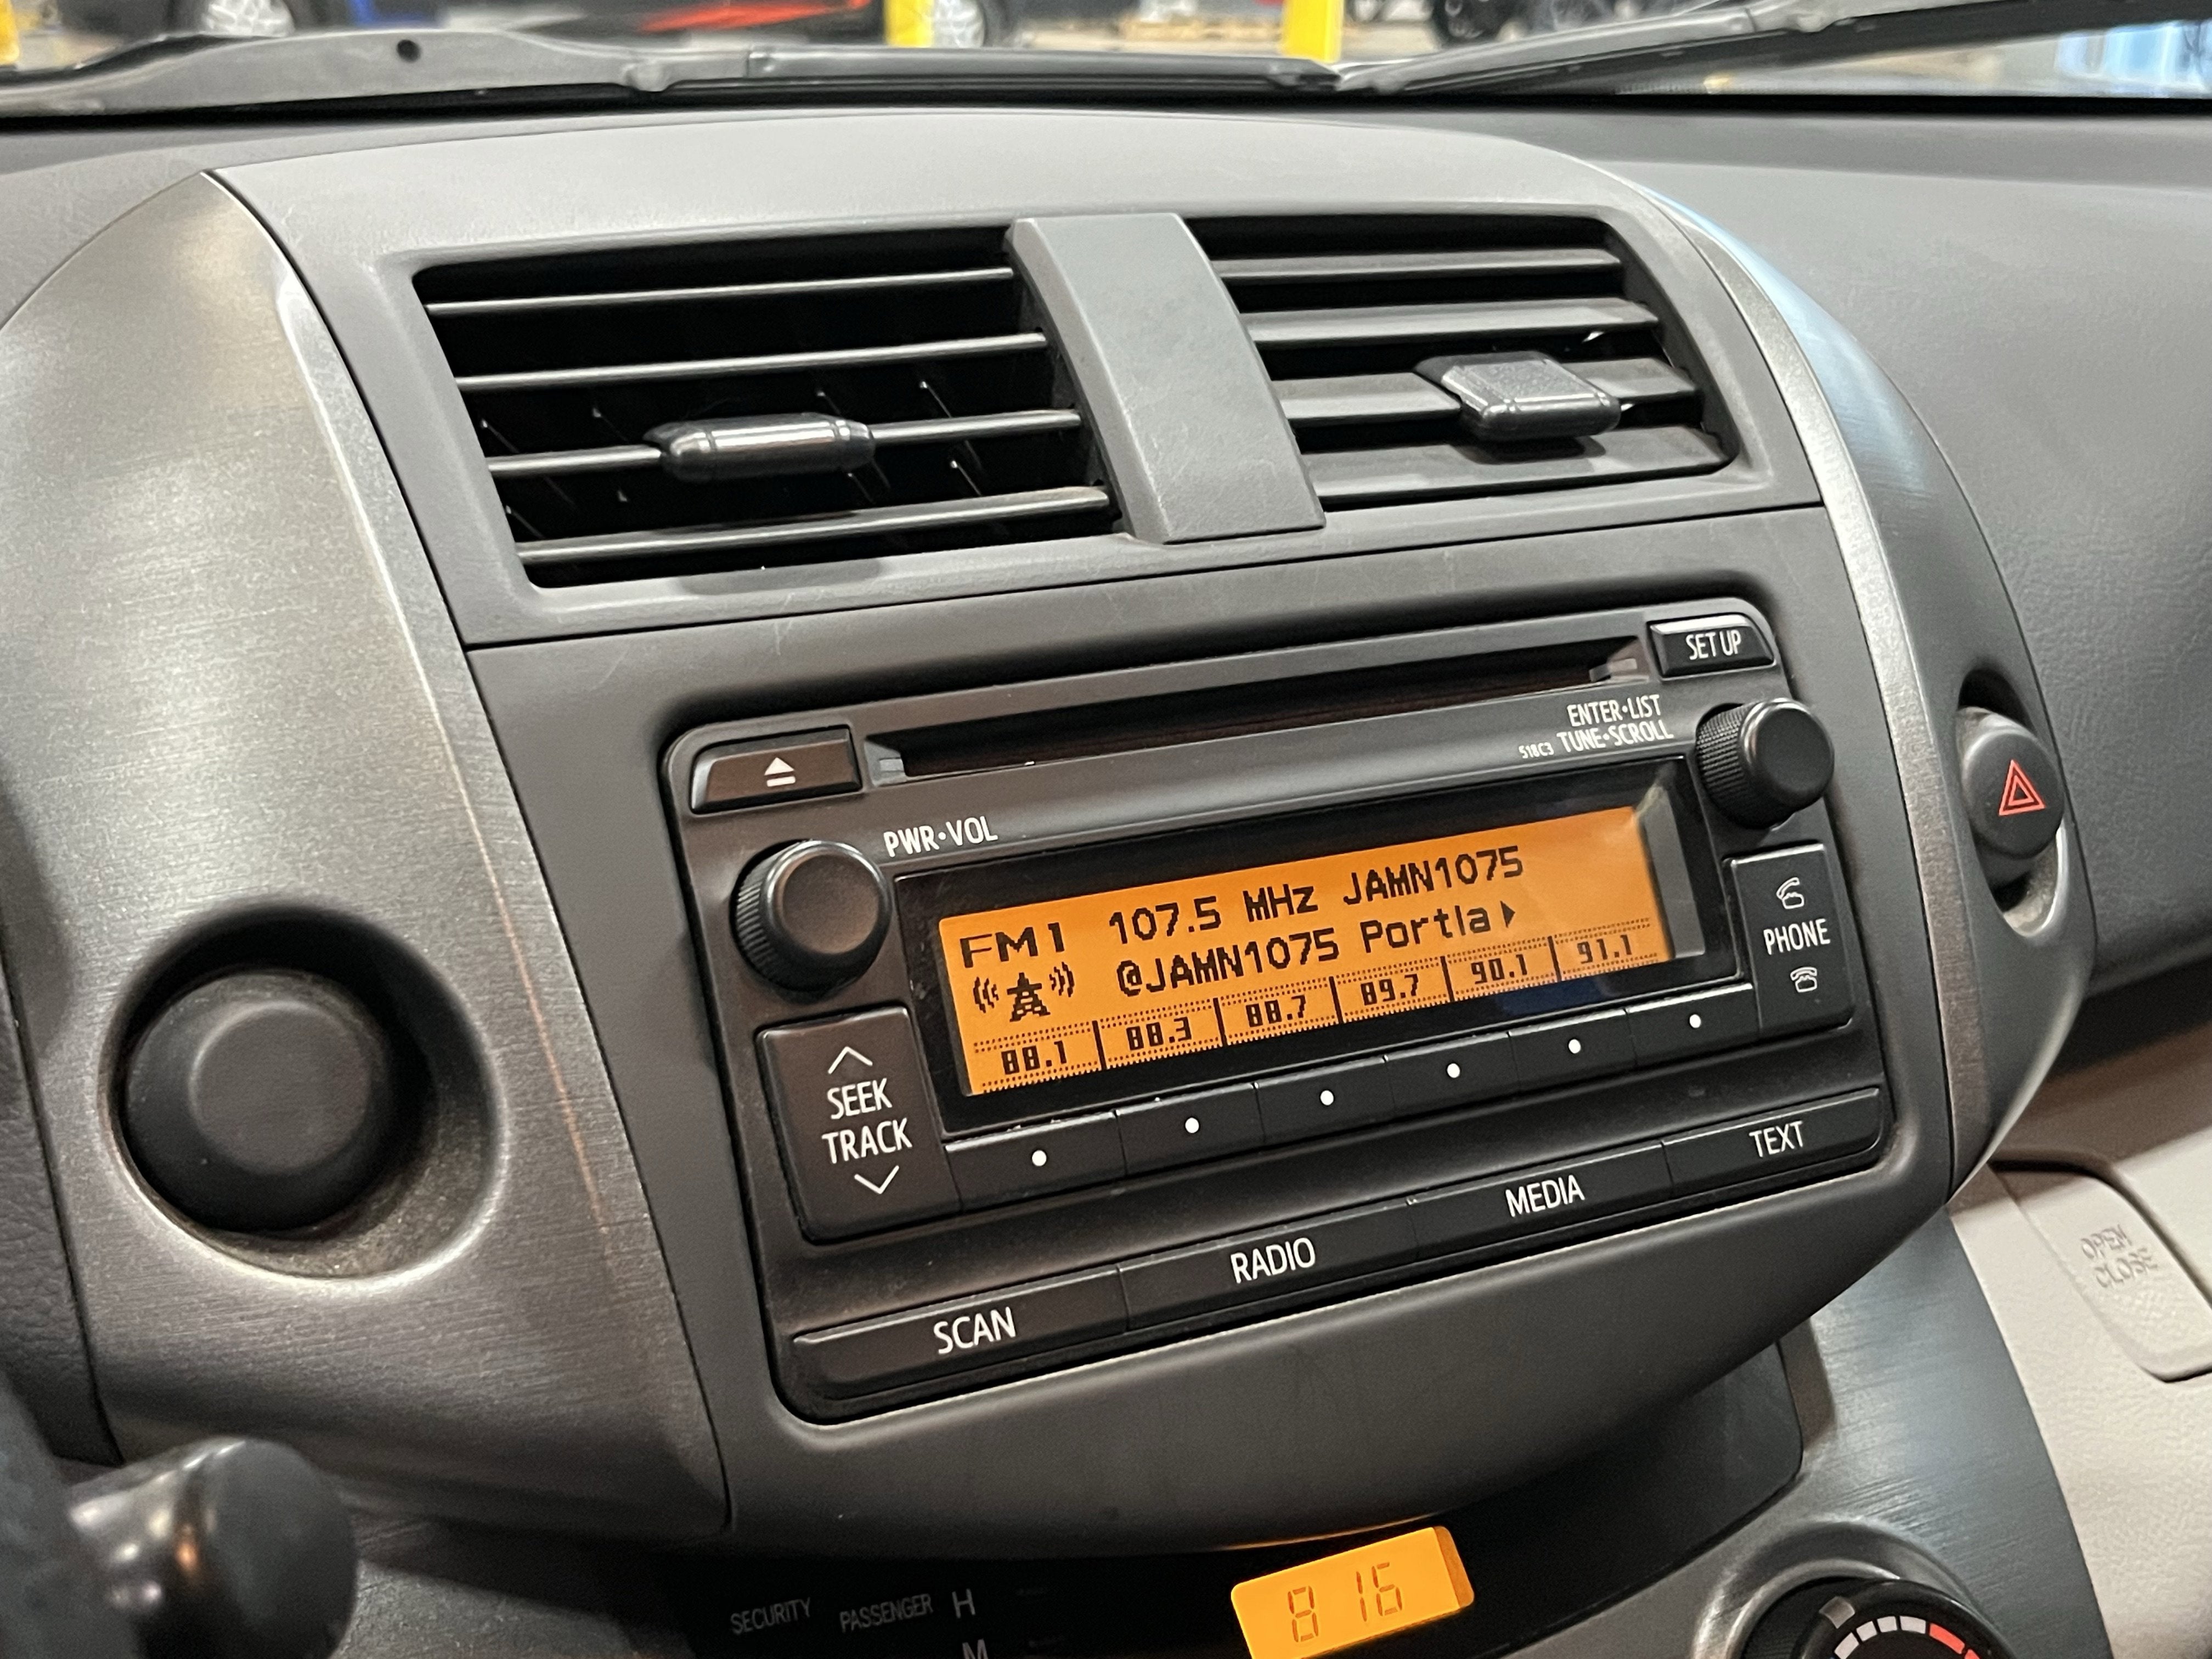 SET UP
ENTER•LIST
518C3 TUNE•SCROLL
PWR•VOL
FM1 107.5 MHz JAMN1075
@JAMN1075 Portla
88.1 88.3 88.7 89.7 90.1 91.1
PHONE
SEEK
TRACK
SCAN RADIO MEDIA TEXT
OPEN
CLOSE
SECURITY PASSENGER H
M
8 16